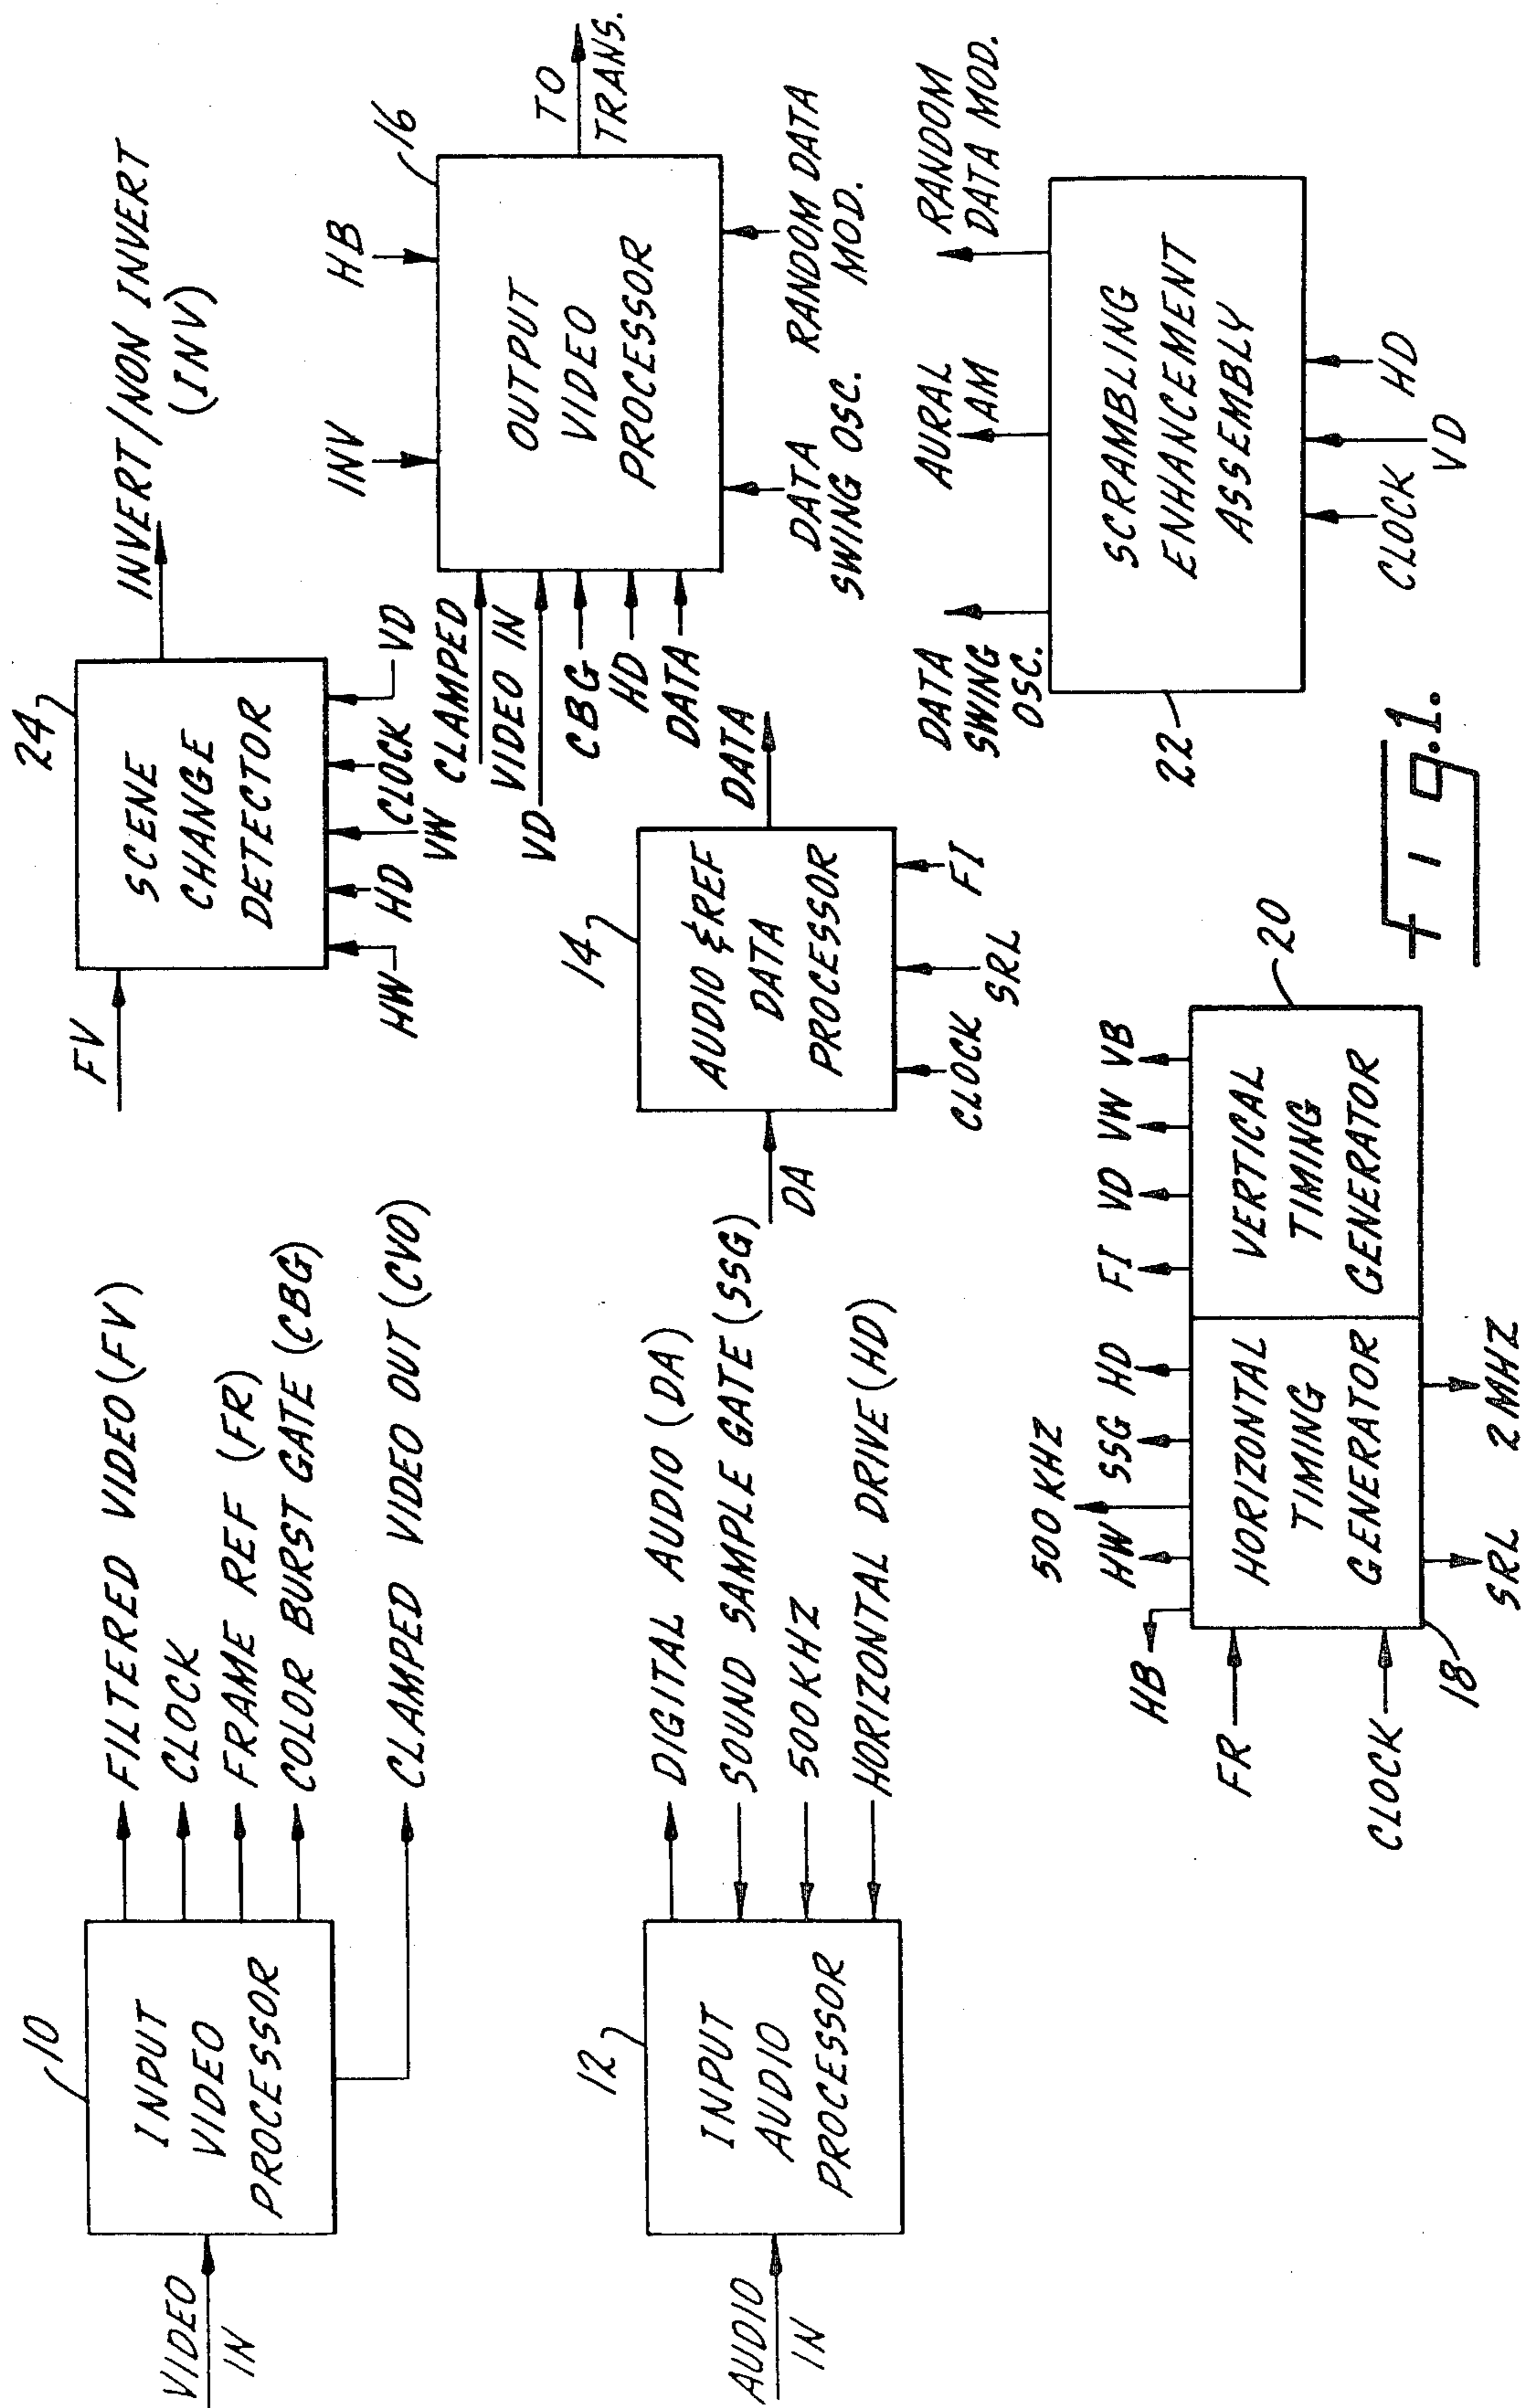 VIDEO
IN
10
INPUT
VIDEO
PROCESSOR
FILTERED VIDEO (FV)
CLOCK
FRAME REF (FR)
COLOR BURST GATE (CBG)
CLAMPED VIDEO OUT (CVO)
FV
24
SCENE
CHANGE
DETECTOR
INVERT/NON INVERT
(INV)
HW
HD
VW
CLOCK
VD
INV
HB
16
CLAMPED
VIDEO IN
VD
CBG
HD
DATA
OUTPUT
VIDEO
PROCESSOR
TO
TRANS.
DATA
SWING OSC.
RANDOM DATA
MOD.
AUDIO
IN
12
INPUT
AUDIO
PROCESSOR
DIGITAL AUDIO (DA)
SOUND SAMPLE GATE (SSG)
500KHZ
HORIZONTAL DRIVE (HD)
DA
14
AUDIO & REF
DATA
PROCESSOR
DATA
CLOCK
SRL
FI
HB
HW
500 KHZ
SSG
HD
FI
VD
VW
VB
FR
CLOCK
18
HORIZONTAL
TIMING
GENERATOR
VERTICAL
TIMING
GENERATOR
20
SRL
2 MHZ
DATA
SWING
OSC.
AURAL
AM
RANDOM
DATA MOD.
22
SCRAMBLING
ENHANCEMENT
ASSEMBLY
CLOCK
VD
HD
Fig.1.